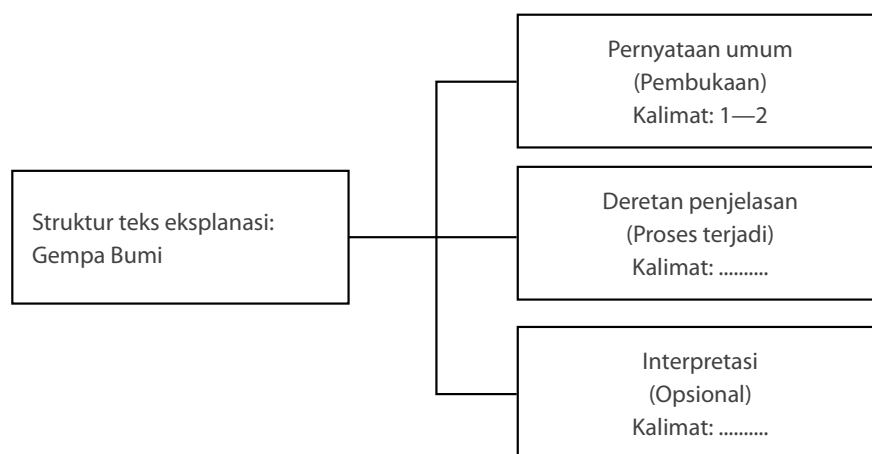 Struktur teks eksplanasi:
Gempa Bumi
Pernyataan umum
(Pembukaan)
Kalimat: 1—2
Deretan penjelasan
(Proses terjadi)
Kalimat: ..........
Interpretasi
(Opsional)
Kalimat: ..........